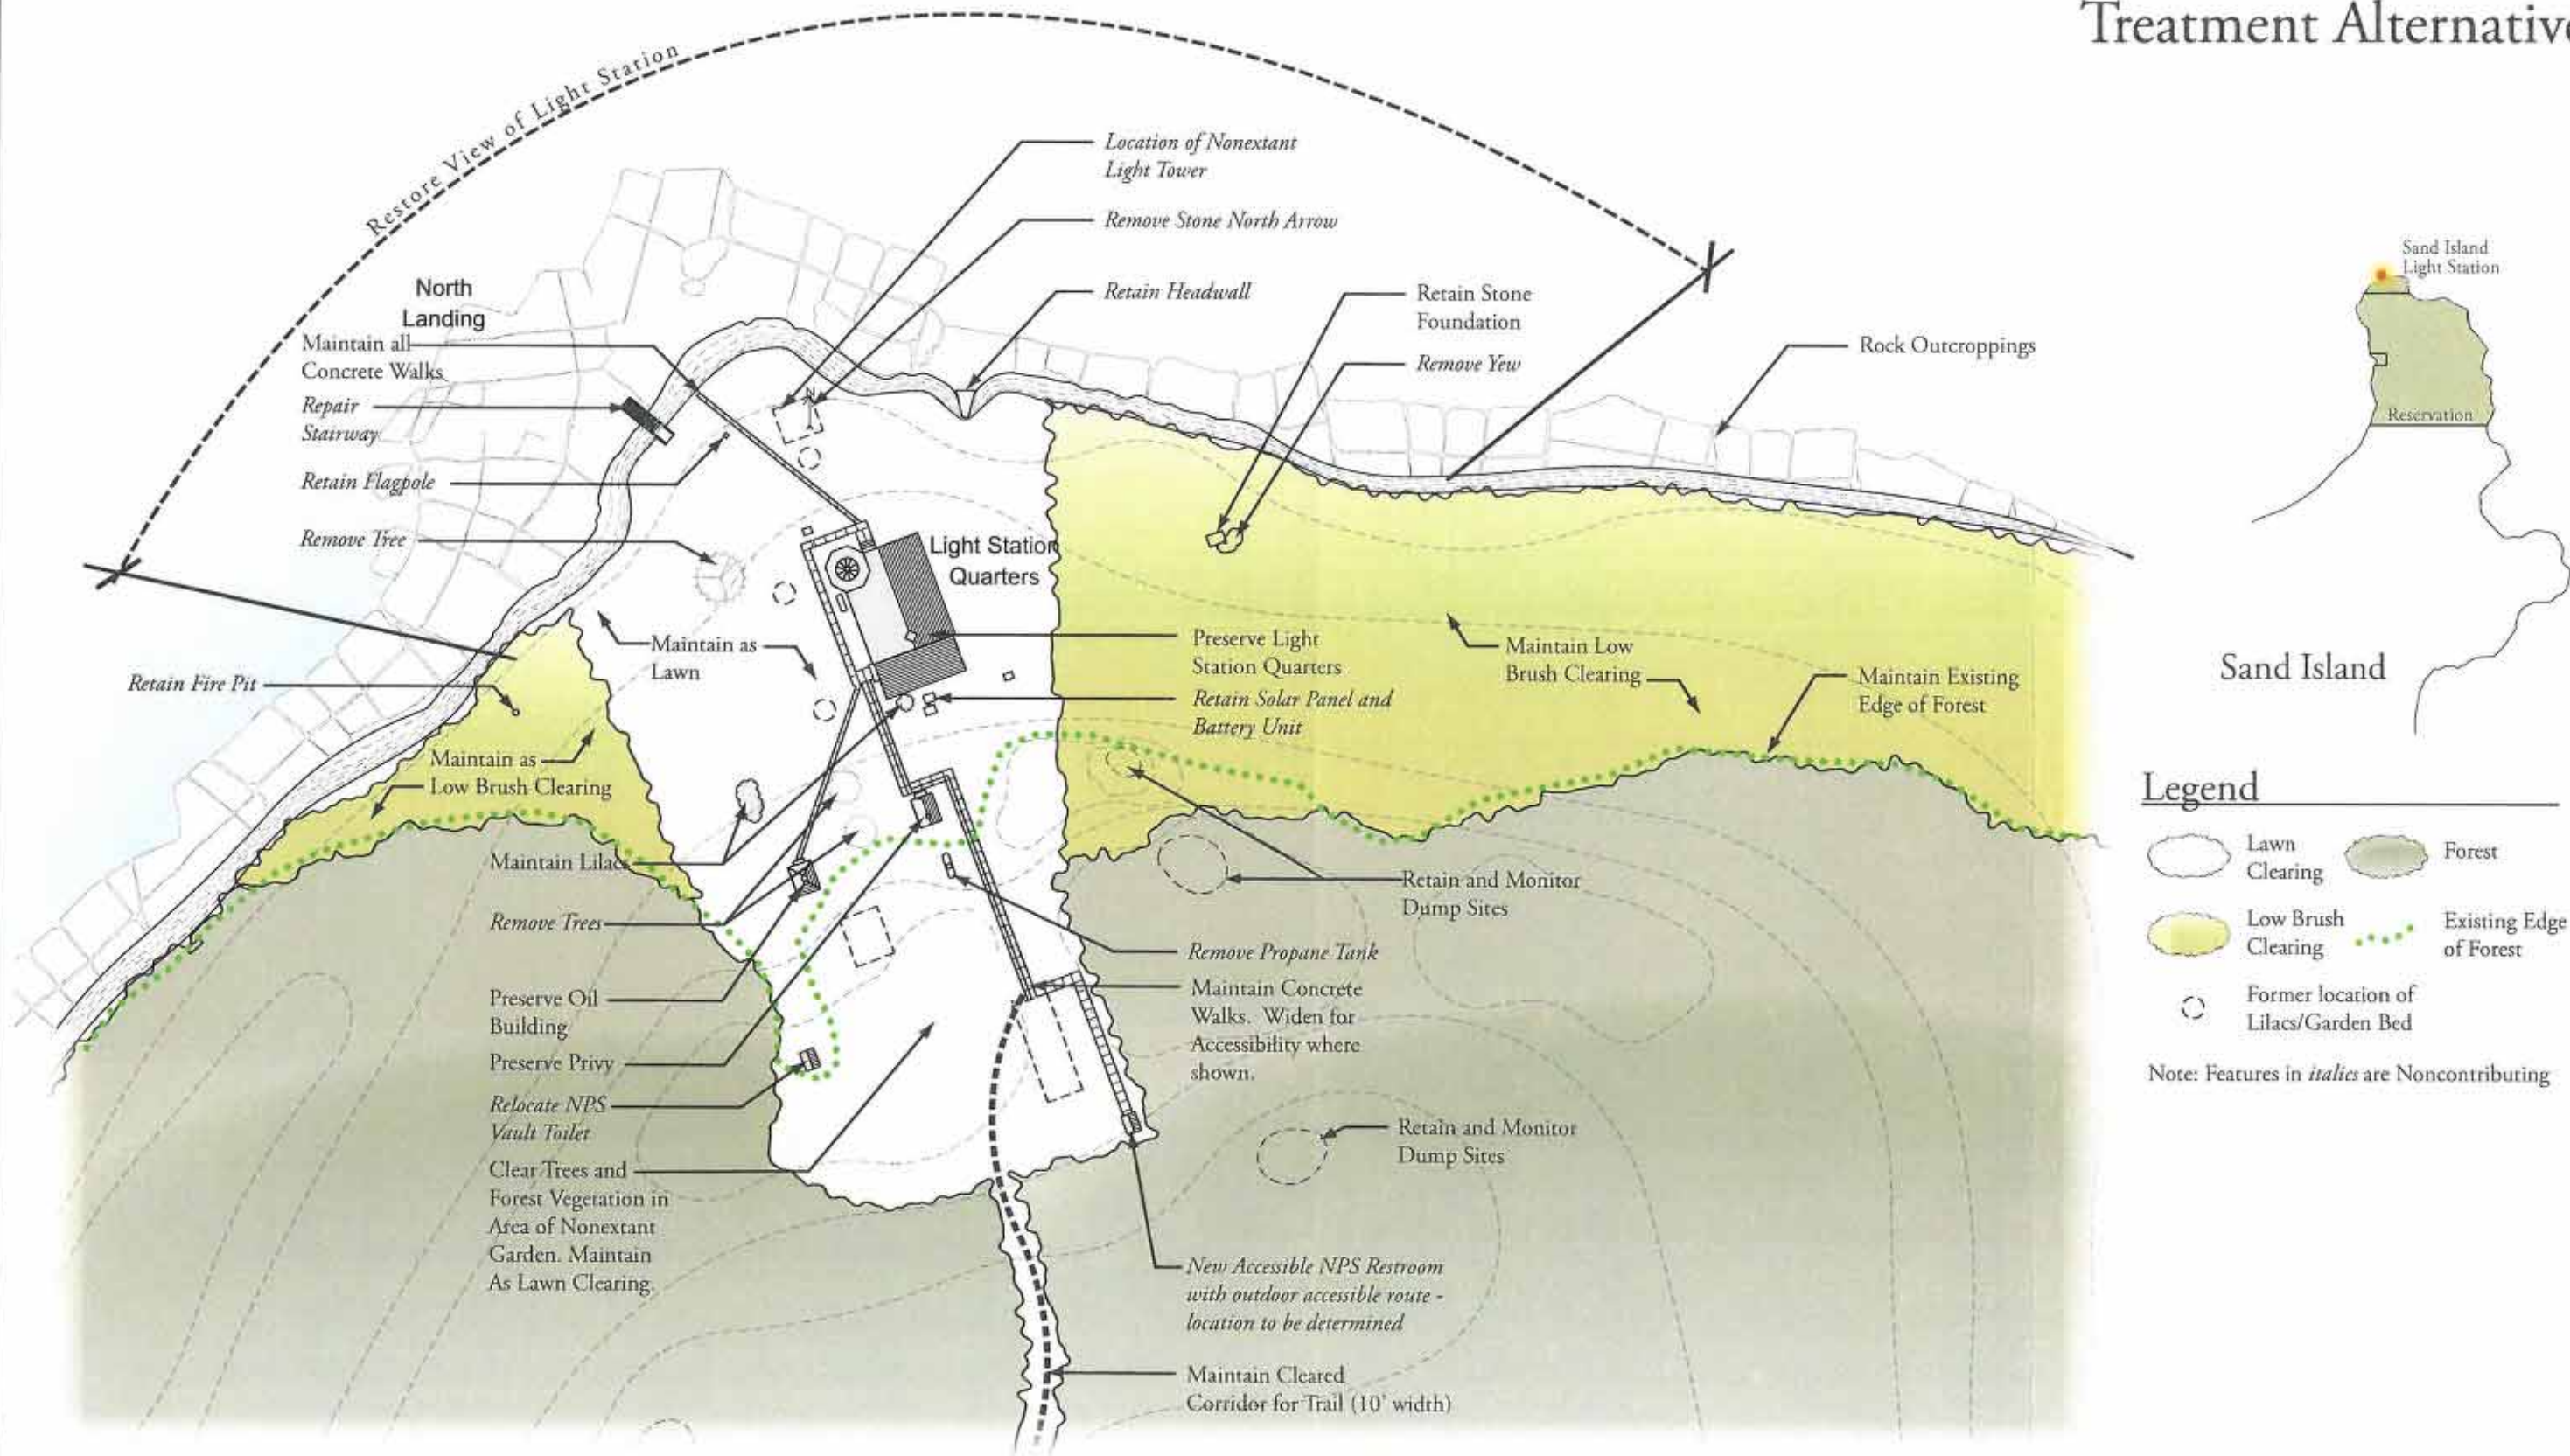 Treatment Alternativ
Restore View of Light Station
Location of Nonextant
Light Tower
Remove Stone North Arrow
Retain Headwall
Retain Stone
Foundation
Remove Yew
Rock Outcroppings
North
Landing
Maintain all
Concrete Walks
Repair
Stairway
Retain Flagpole
Remove Tree
N
Light Station
Quarters
Maintain as
Lawn
Retain Fire Pit
Maintain as
Low Brush Clearing
Preserve Light
Station Quarters
Retain Solar Panel and
Battery Unit
Maintain Low
Brush Clearing
Maintain Existing
Edge of Forest
Maintain Lilacs
Remove Trees
Preserve Oil
Building
Preserve Privy
Relocate NPS
Vault Toilet
Clear Trees and
Forest Vegetation in
Area of Nonextant
Garden. Maintain
As Lawn Clearing.
Retain and Monitor
Dump Sites
Remove Propane Tank
Maintain Concrete
Walks. Widen for
Accessibility where
shown.
Retain and Monitor
Dump Sites
New Accessible NPS Restroom
with outdoor accessible route -
location to be determined
Maintain Cleared
Corridor for Trail (10' width)
Sand Island
Light Station
Reservation
Sand Island
Legend
Lawn
Clearing
Forest
Low Brush
Clearing
Existing Edge
of Forest
Former location of
Lilacs/Garden Bed
Note: Features in italics are Noncontributing